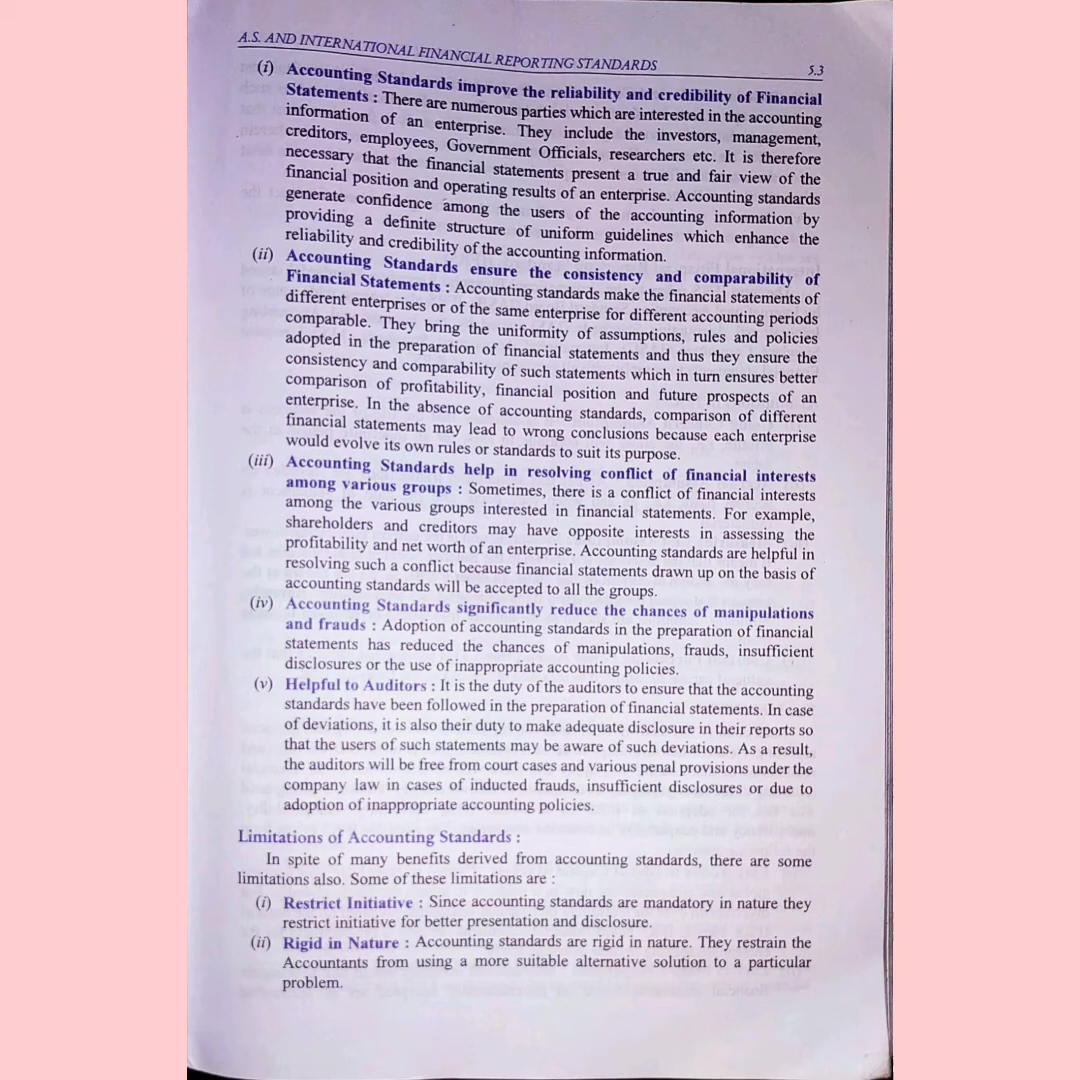 A.S. AND INTERNATIONAL FINANCIAL REPORTING STANDARDS 5.3
(i) Accounting Standards improve the reliability and credibility of Financial
Statements : There are numerous parties which are interested in the accounting
information of an enterprise. They include the investors, management,
creditors, employees, Government Officials, researchers etc. It is therefore
necessary that the financial statements present a true and fair view of the
financial position and operating results of an enterprise. Accounting standards
generate confidence among the users of the accounting information by
providing a definite structure of uniform guidelines which enhance the
reliability and credibility of the accounting information.
(ii) Accounting Standards ensure the consistency and comparability of
Financial Statements : Accounting standards make the financial statements of
different enterprises or of the same enterprise for different accounting periods
comparable. They bring the uniformity of assumptions, rules and policies
adopted in the preparation of financial statements and thus they ensure the
consistency and comparability of such statements which in turn ensures better
comparison of profitability, financial position and future prospects of an
enterprise. In the absence of accounting standards, comparison of different
financial statements may lead to wrong conclusions because each enterprise
would evolve its own rules or standards to suit its purpose.
(iii) Accounting Standards help in resolving conflict of financial interests
among various groups : Sometimes, there is a conflict of financial interests
among the various groups interested in financial statements. For example,
shareholders and creditors may have opposite interests in assessing the
profitability and net worth of an enterprise. Accounting standards are helpful in
resolving such a conflict because financial statements drawn up on the basis of
accounting standards will be accepted to all the groups.
(iv) Accounting Standards significantly reduce the chances of manipulations
and frauds : Adoption of accounting standards in the preparation of financial
statements has reduced the chances of manipulations, frauds, insufficient
disclosures or the use of inappropriate accounting policies.
(v) Helpful to Auditors : It is the duty of the auditors to ensure that the accounting
standards have been followed in the preparation of financial statements. In case
of deviations, it is also their duty to make adequate disclosure in their reports so
that the users of such statements may be aware of such deviations. As a result,
the auditors will be free from court cases and various penal provisions under the
company law in cases of inducted frauds, insufficient disclosures or due to
adoption of inappropriate accounting policies.
Limitations of Accounting Standards :
In spite of many benefits derived from accounting standards, there are some
limitations also. Some of these limitations are :
(i) Restrict Initiative : Since accounting standards are mandatory in nature they
restrict initiative for better presentation and disclosure.
(ii) Rigid in Nature : Accounting standards are rigid in nature. They restrain the
Accountants from using a more suitable alternative solution to a particular
problem.